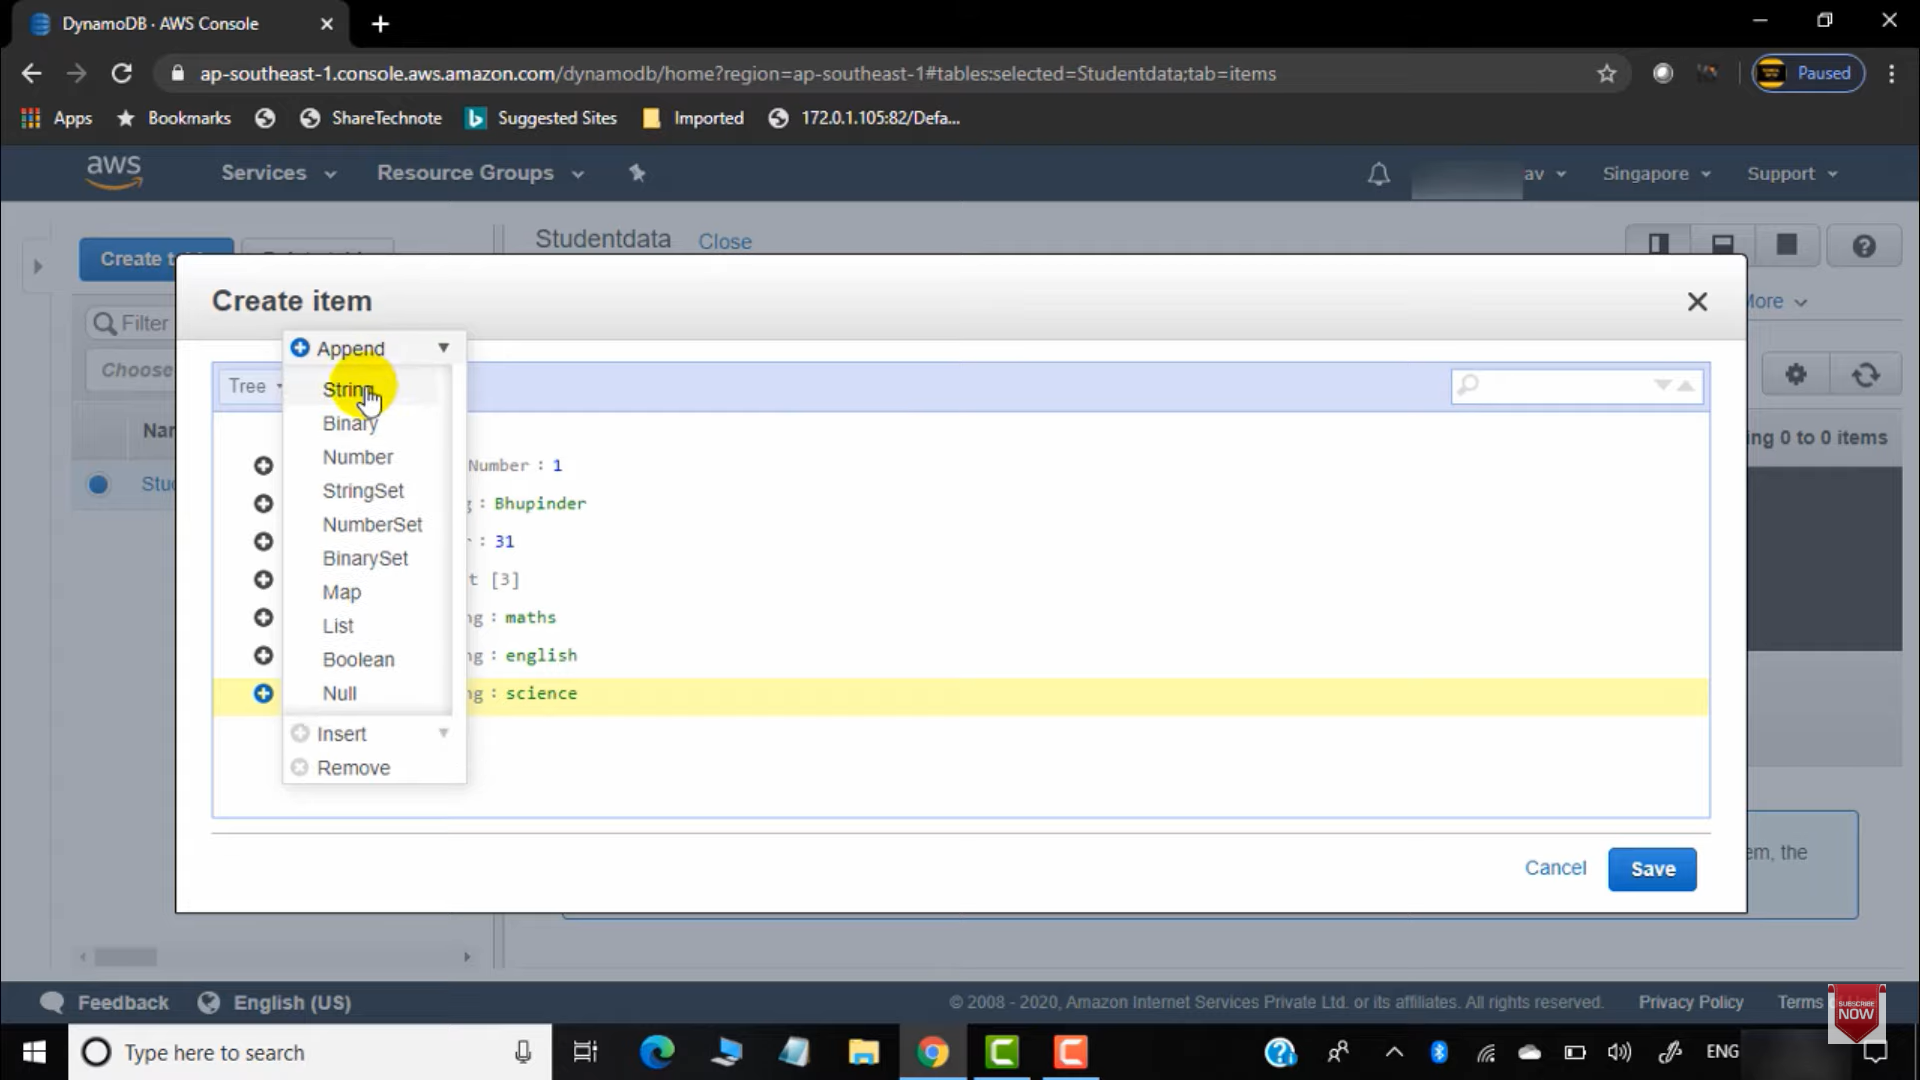 DynamoDB · AWS Console
ap-southeast-1.console.aws.amazon.com/dynamodb/home?region=ap-southeast-1#tables:selected=Studentdata;tab=items
Paused
Apps Bookmarks ShareTechnote Suggested Sites Imported 172.0.1.105:82/Defa...
aws Services Resource Groups av Singapore Support
Create t
Studentdata Close
Create item
More
Filter
Append
Choose
Tree
String
Binary
Nar
ing 0 to 0 items
Number
Number : 1
Stu
StringSet
g : Bhupinder
NumberSet
: 31
BinarySet
t [3]
Map
ng : maths
List
ng : english
Boolean
Null
ng : science
Insert
Remove
em, the
Cancel Save
Feedback English (US) © 2008 - 2020, Amazon Internet Services Private Ltd. or its affiliates. All rights reserved. Privacy Policy Terms
SUBSCRIBE
NOW
Type here to search
ENG